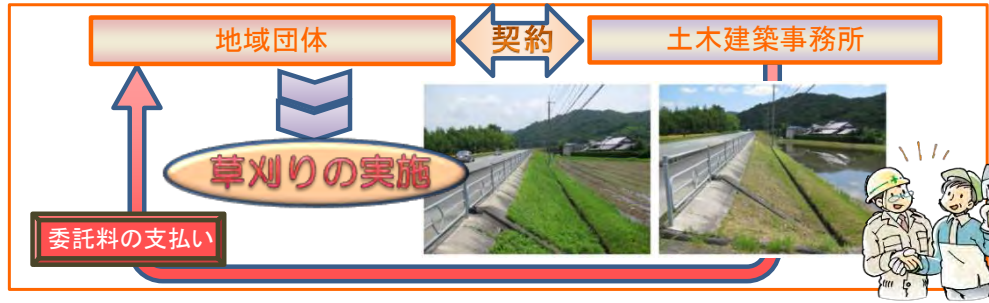 地域団体
契約
土木建築事務所
草刈りの実施
委託料の支払い